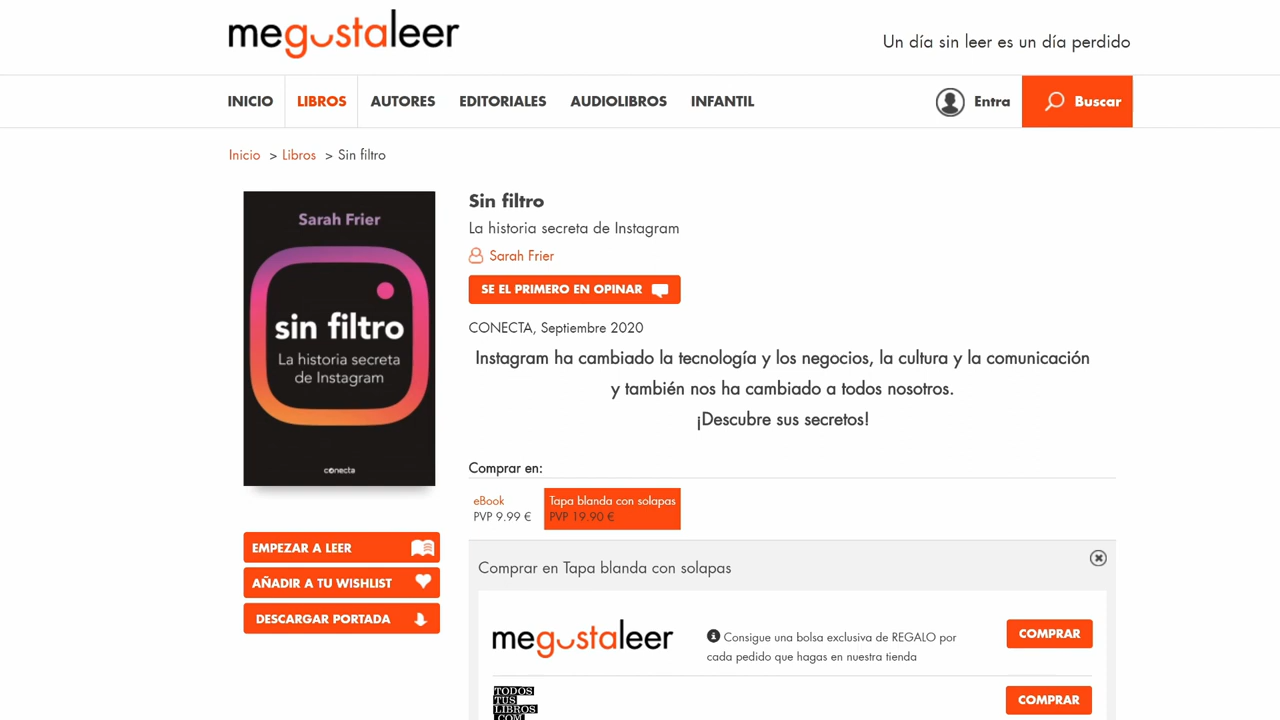 megustaleer
Un día sin leer es un día perdido
INICIO
LIBROS
AUTORES
EDITORIALES
AUDIOLIBROS
INFANTIL
Entra
Buscar
Inicio > Libros > Sin filtro
Sarah Frier
sin filtro
La historia secreta
de Instagram
conecta
Sin filtro
La historia secreta de Instagram
Sarah Frier
SE EL PRIMERO EN OPINAR
CONECTA, Septiembre 2020
Instagram ha cambiado la tecnología y los negocios, la cultura y la comunicación
y también nos ha cambiado a todos nosotros.
¡Descubre sus secretos!
Comprar en:
eBook
PVP 9.99 €
Tapa blanda con solapas
PVP 19.90 €
EMPEZAR A LEER
AÑADIR A TU WISHLIST
DESCARGAR PORTADA
Comprar en Tapa blanda con solapas
megustaleer
Consigue una bolsa exclusiva de REGALO por
cada pedido que hagas en nuestra tienda
COMPRAR
TODOS
TUS
LIBROS
.COM
COMPRAR